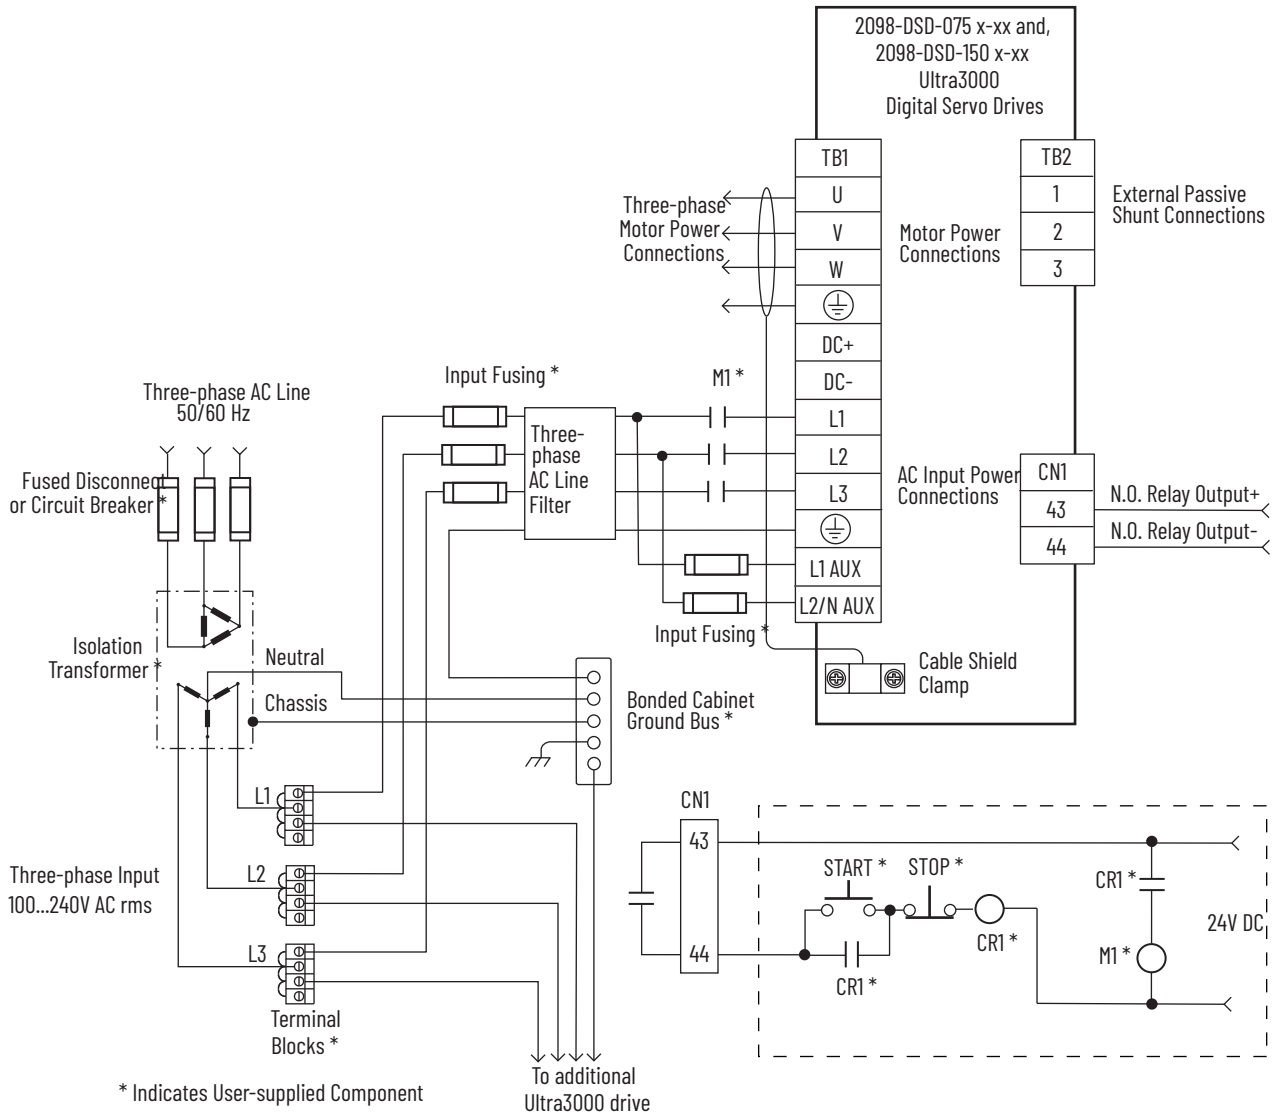 2098-DSD-075 x-xx and,
2098-DSD-150 x-xx
Ultra3000
Digital Servo Drives
TB1
U
V
W
DC+
DC-
L1
L2
L3
L1 AUX
L2/N AUX
TB2
1
2
3
External Passive
Shunt Connections
Three-phase
Motor Power
Connections
Motor Power
Connections
Input Fusing *
M1 *
Three-phase AC Line
50/60 Hz
Three-
phase
AC Line
Filter
Fused Disconnect
or Circuit Breaker *
AC Input Power
Connections
CN1
43
44
N.O. Relay Output+
N.O. Relay Output-
Input Fusing *
Isolation
Transformer *
Neutral
Chassis
Bonded Cabinet
Ground Bus *
Cable Shield
Clamp
L1
L2
L3
Three-phase Input
100...240V AC rms
Terminal
Blocks *
To additional
Ultra3000 drive
* Indicates User-supplied Component
CN1
43
44
START *
STOP *
CR1 *
CR1 *
CR1 *
M1 *
24V DC